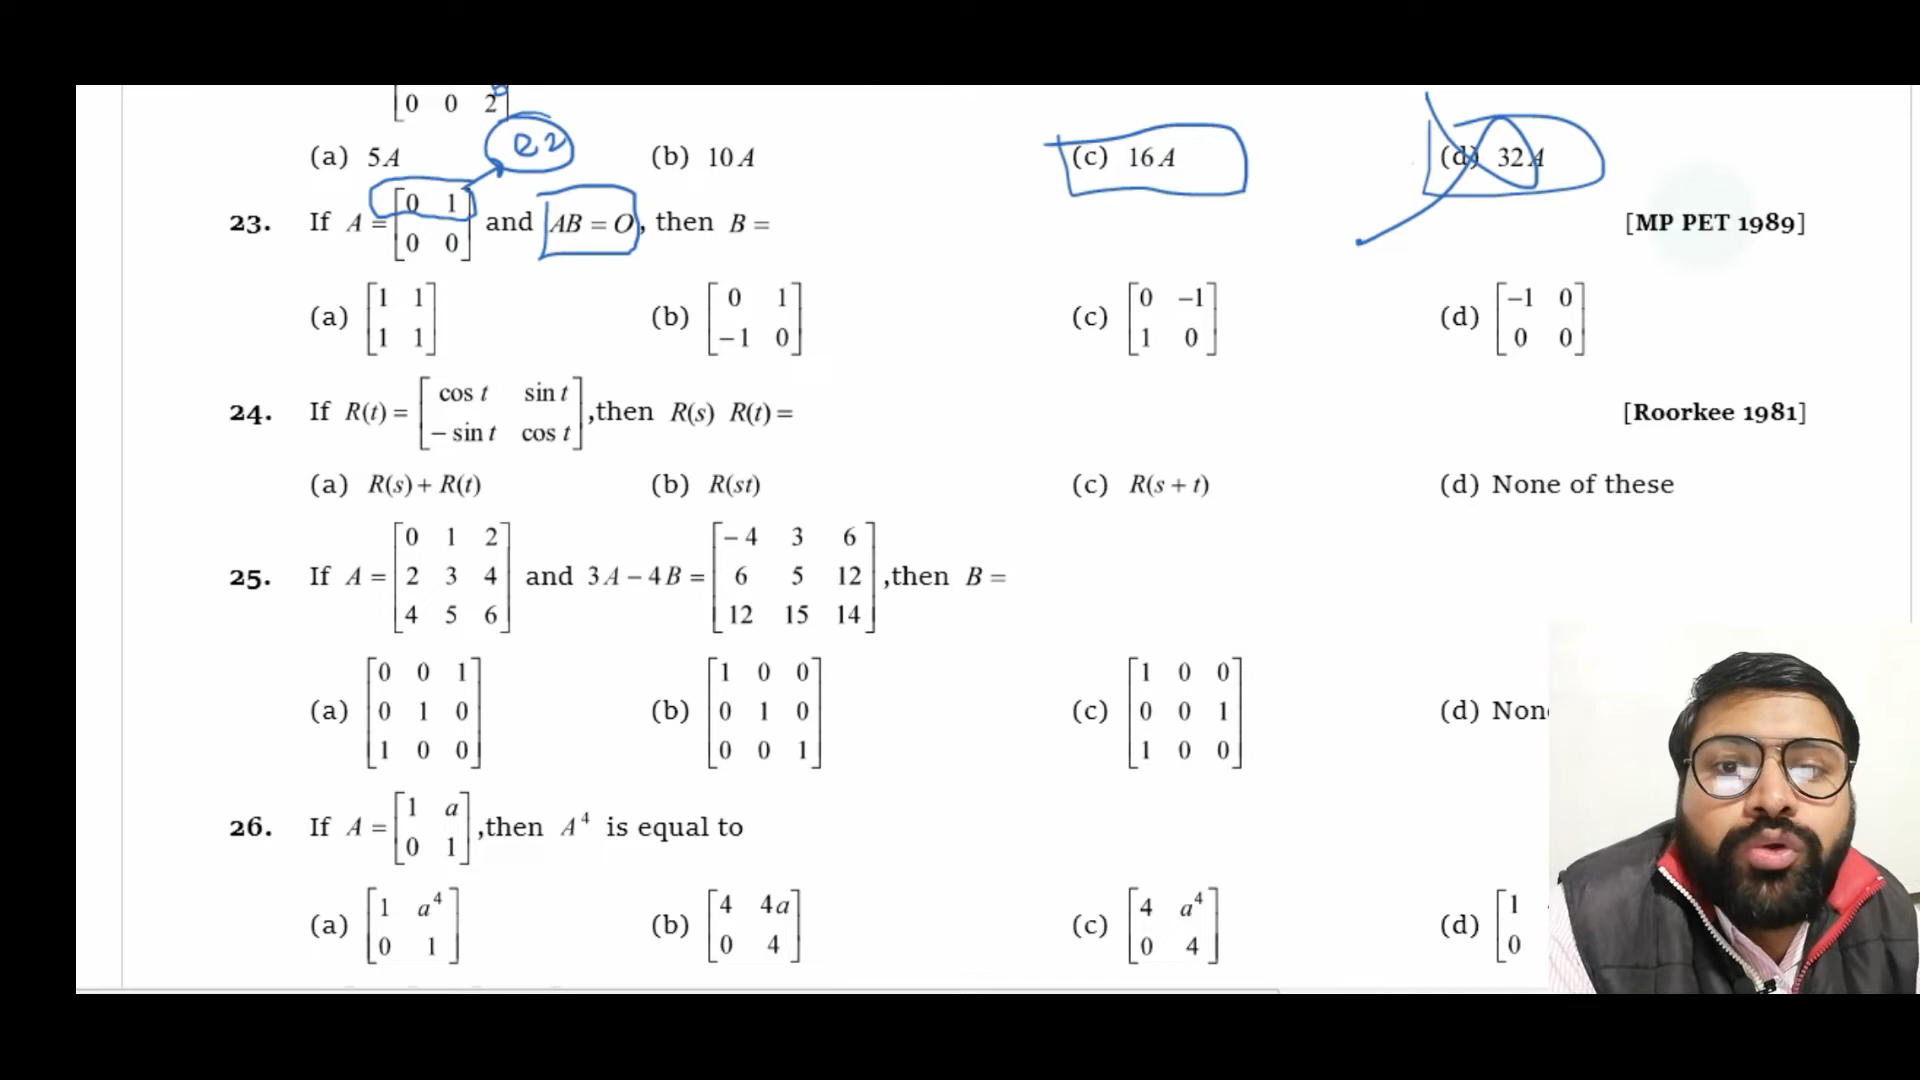 [0 0 2]
(a) 5A (b) 10A (c) 16A (d) 32A
R2
23. If A = [0 1; 0 0] and AB = O, then B = [MP PET 1989]
(a) [1 1; 1 1] (b) [0 1; −1 0] (c) [0 −1; 1 0] (d) [−1 0; 0 0]
24. If R(t) = [cos t sin t; − sin t cos t] ,then R(s) R(t) = [Roorkee 1981]
(a) R(s) + R(t) (b) R(st) (c) R(s + t) (d) None of these
25. If A = [0 1 2; 2 3 4; 4 5 6] and 3A − 4B = [−4 3 6; 6 5 12; 12 15 14] ,then B =
(a) [0 0 1; 0 1 0; 1 0 0] (b) [1 0 0; 0 1 0; 0 0 1] (c) [1 0 0; 0 0 1; 1 0 0] (d) Non
26. If A = [1 a; 0 1] ,then A⁴ is equal to
(a) [1 a⁴; 0 1] (b) [4 4a; 0 4] (c) [4 a⁴; 0 4] (d) [1; 0